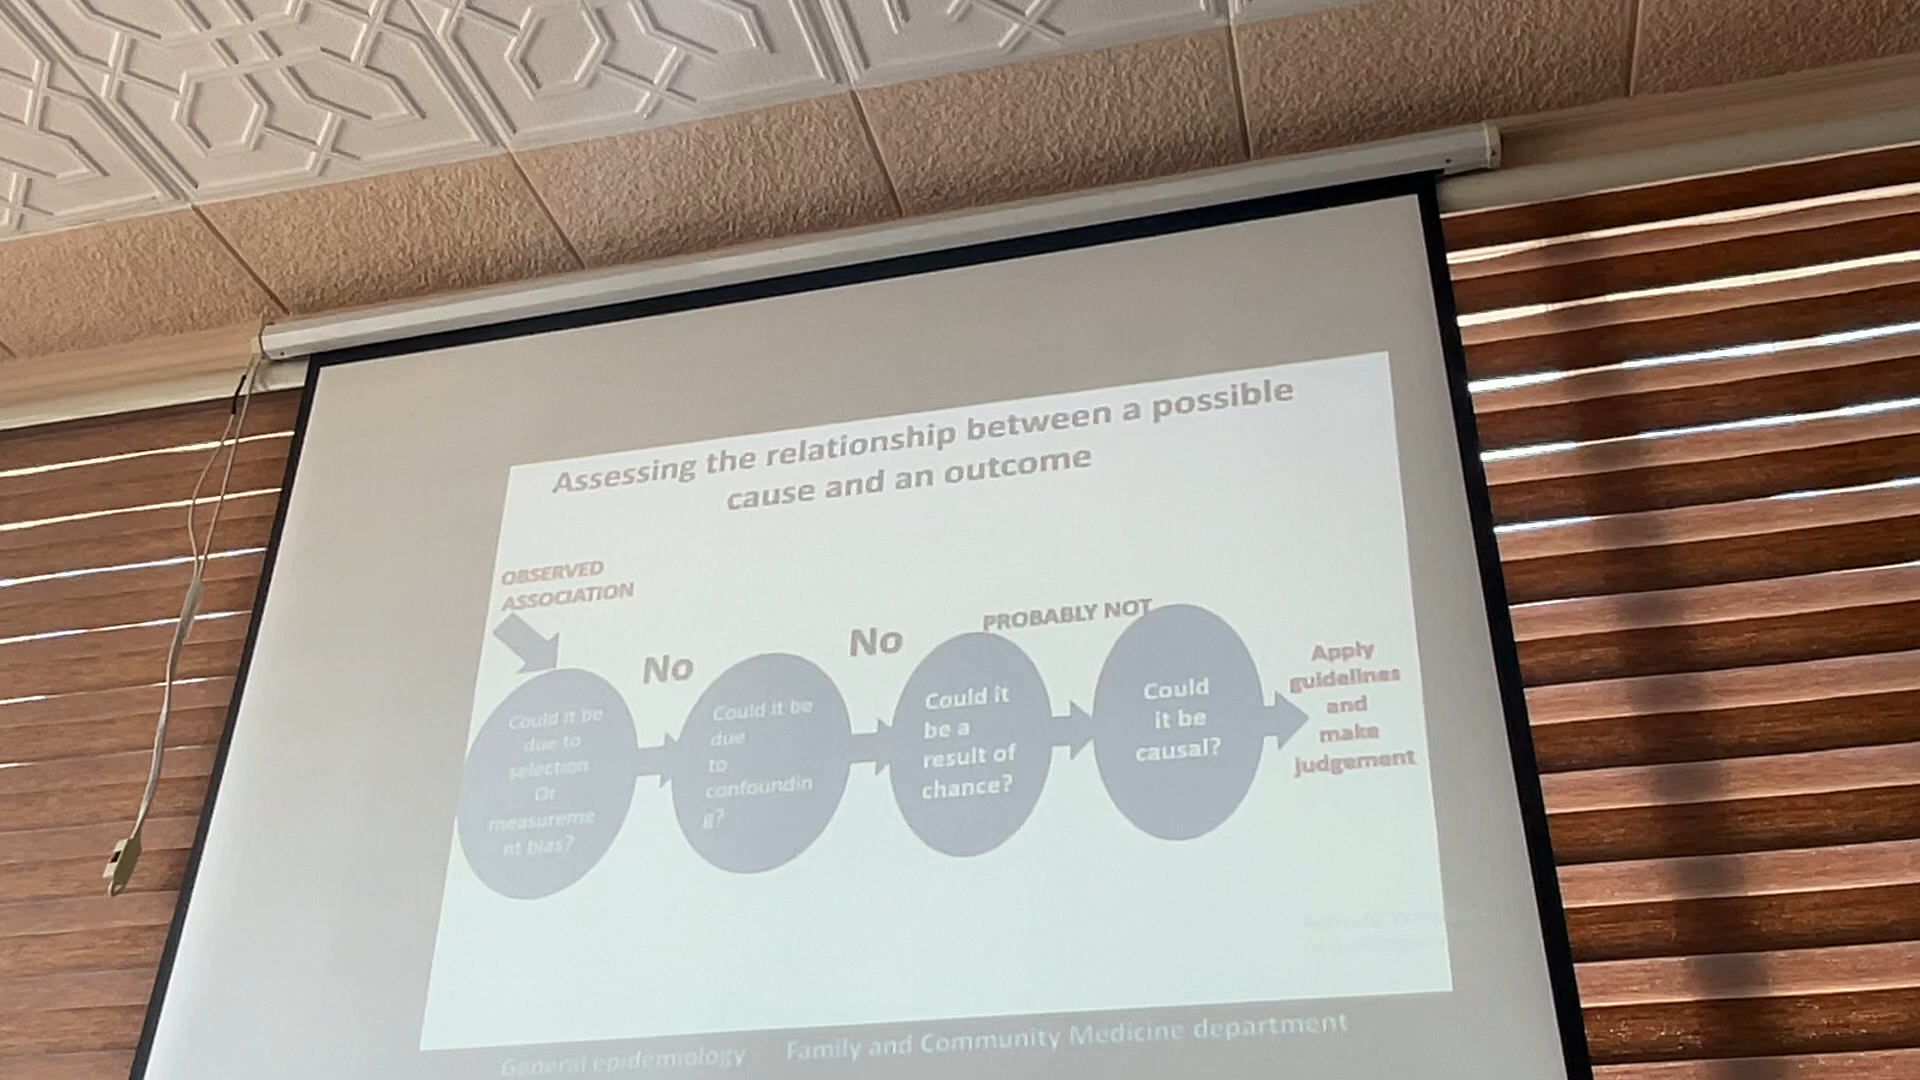 Assessing the relationship between a possible
cause and an outcome
OBSERVED
ASSOCIATION
No
No
PROBABLY NOT
Could it be
due to
selection
Or
measureme
nt bias?
Could it be
due
to
confoundin
g?
Could it
be a
result of
chance?
Could
it be
causal?
Apply
guidelines
and
make
judgement
General epidemiology Family and Community Medicine department